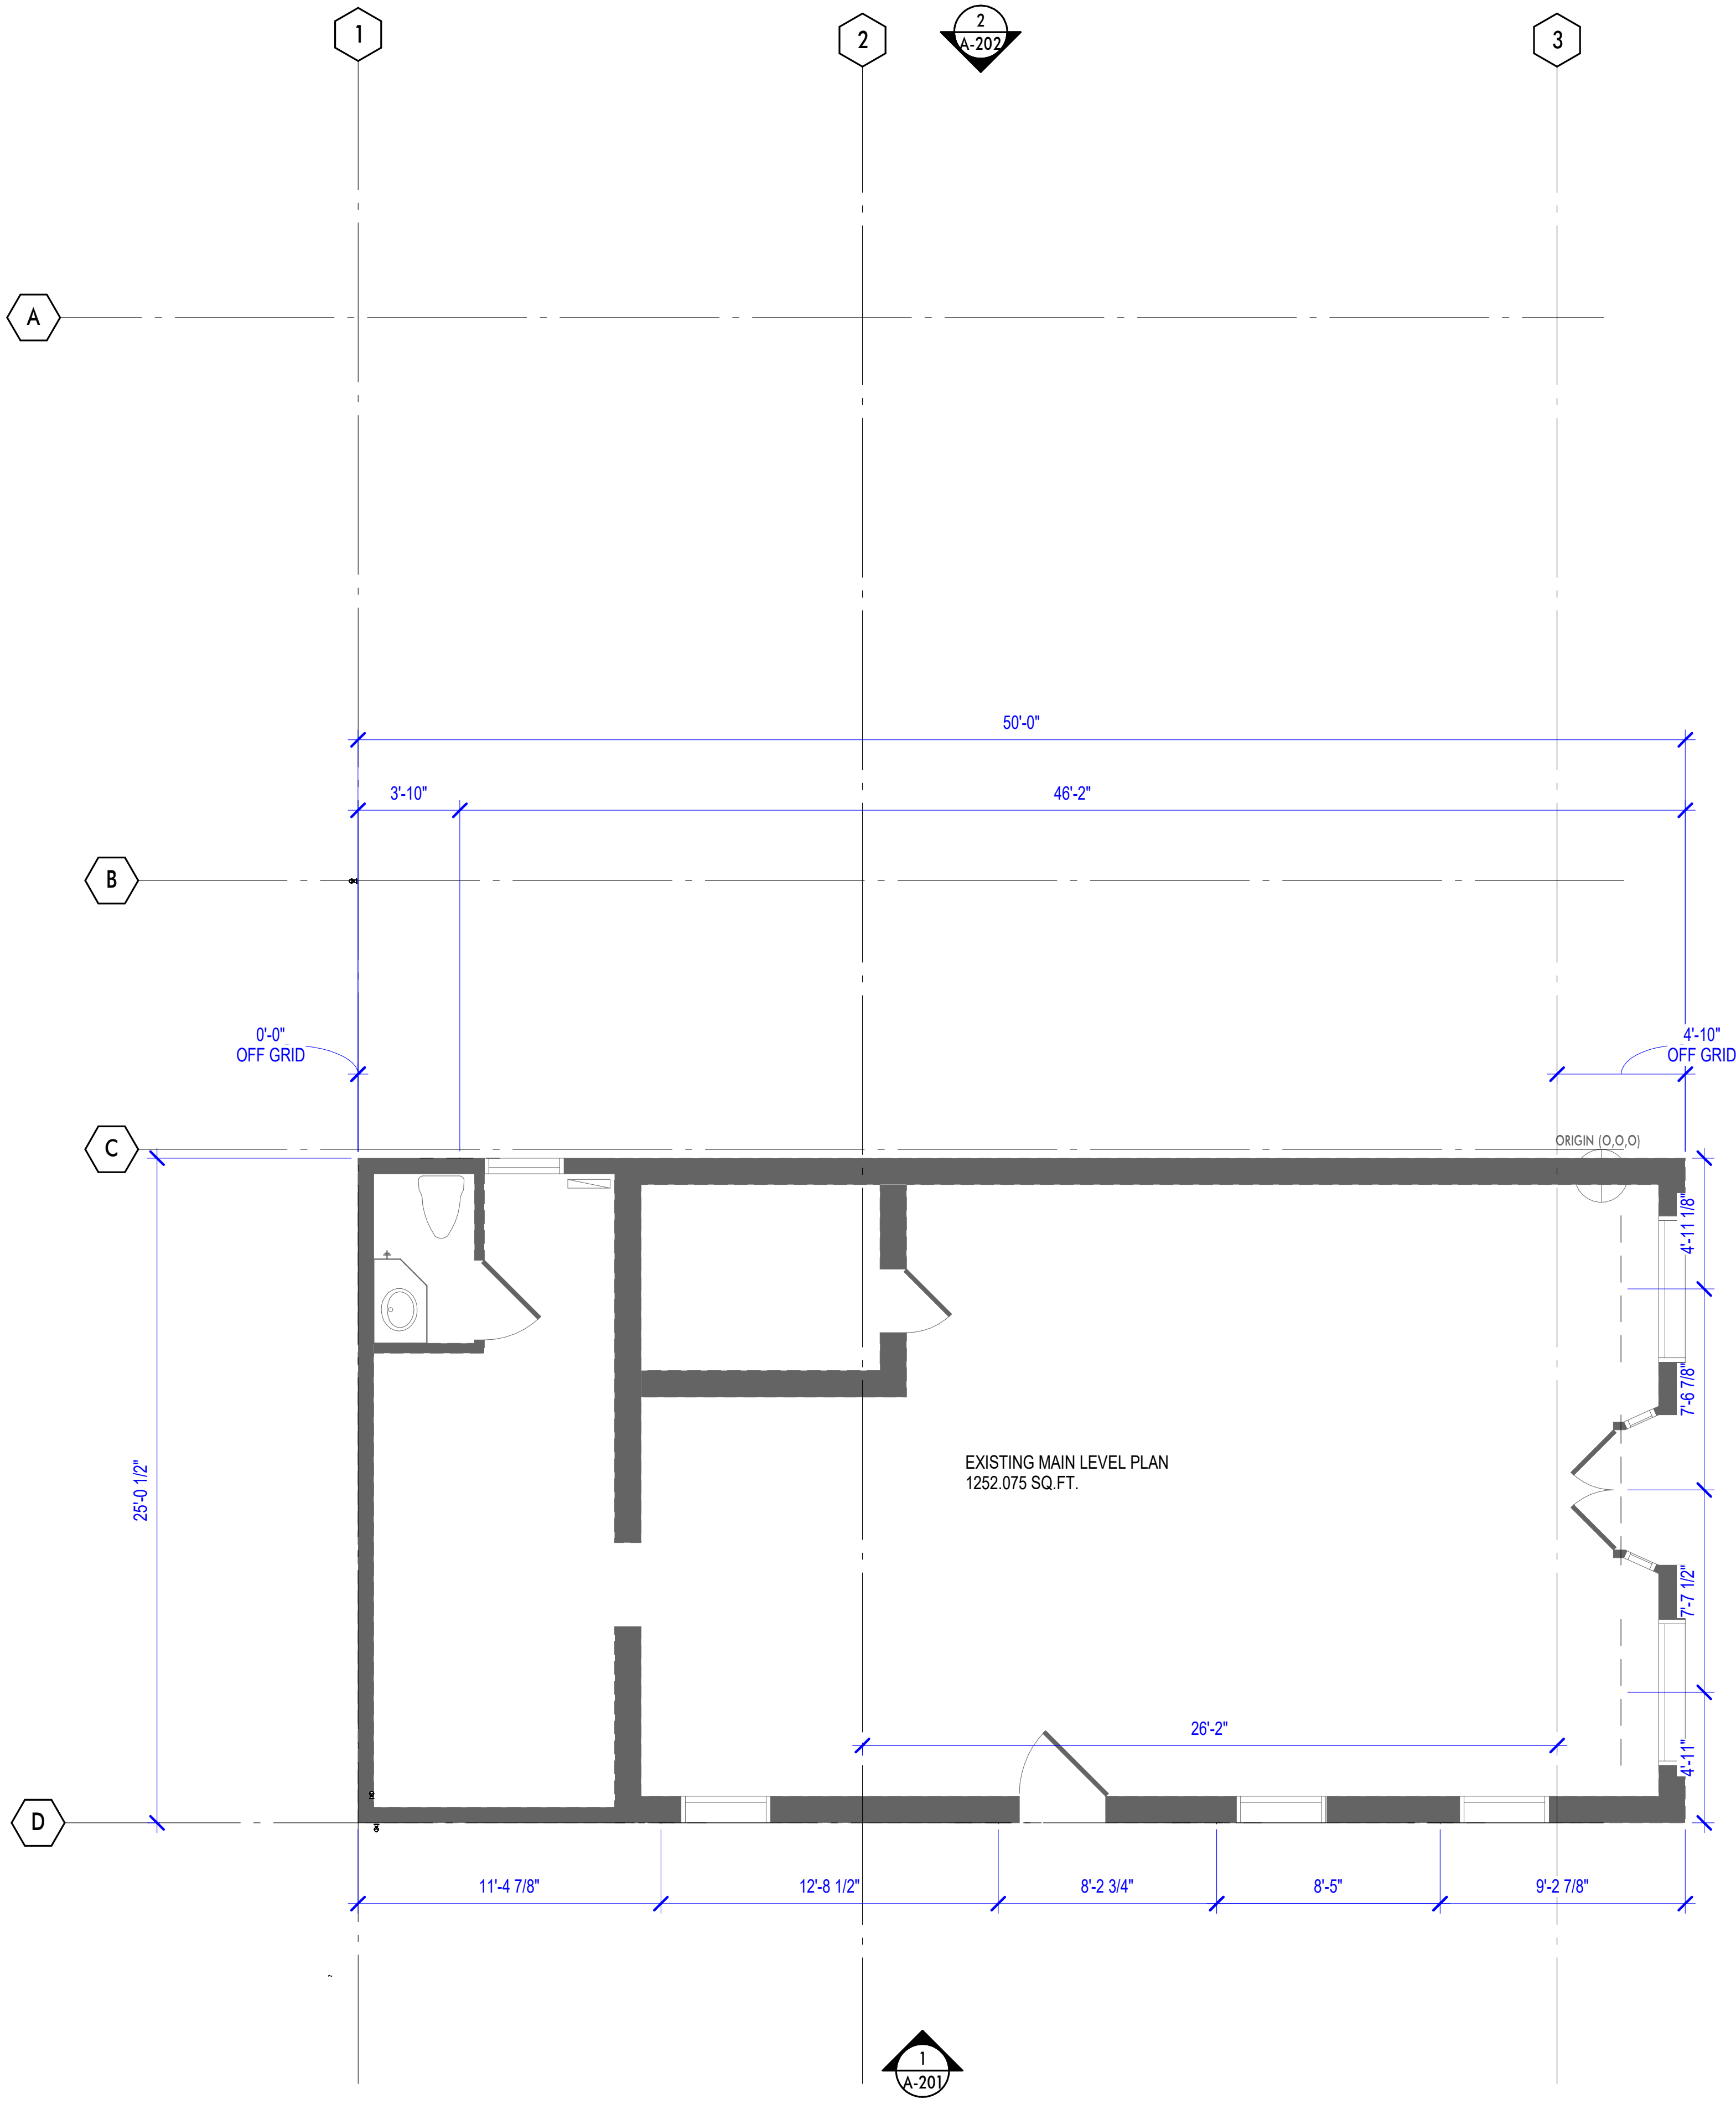 1
2
2
A-202
3
A
50'-0"
3'-10"
46'-2"
B
0'-0"
OFF GRID
4'-10"
OFF GRID
C
ORIGIN (0,0,0)
4'-11 1/8"
7'-6 7/8"
EXISTING MAIN LEVEL PLAN
1252.075 SQ.FT.
25'-0 1/2"
7'-7 1/2"
26'-2"
4'-11"
D
11'-4 7/8"
12'-8 1/2"
8'-2 3/4"
8'-5"
9'-2 7/8"
1
A-201